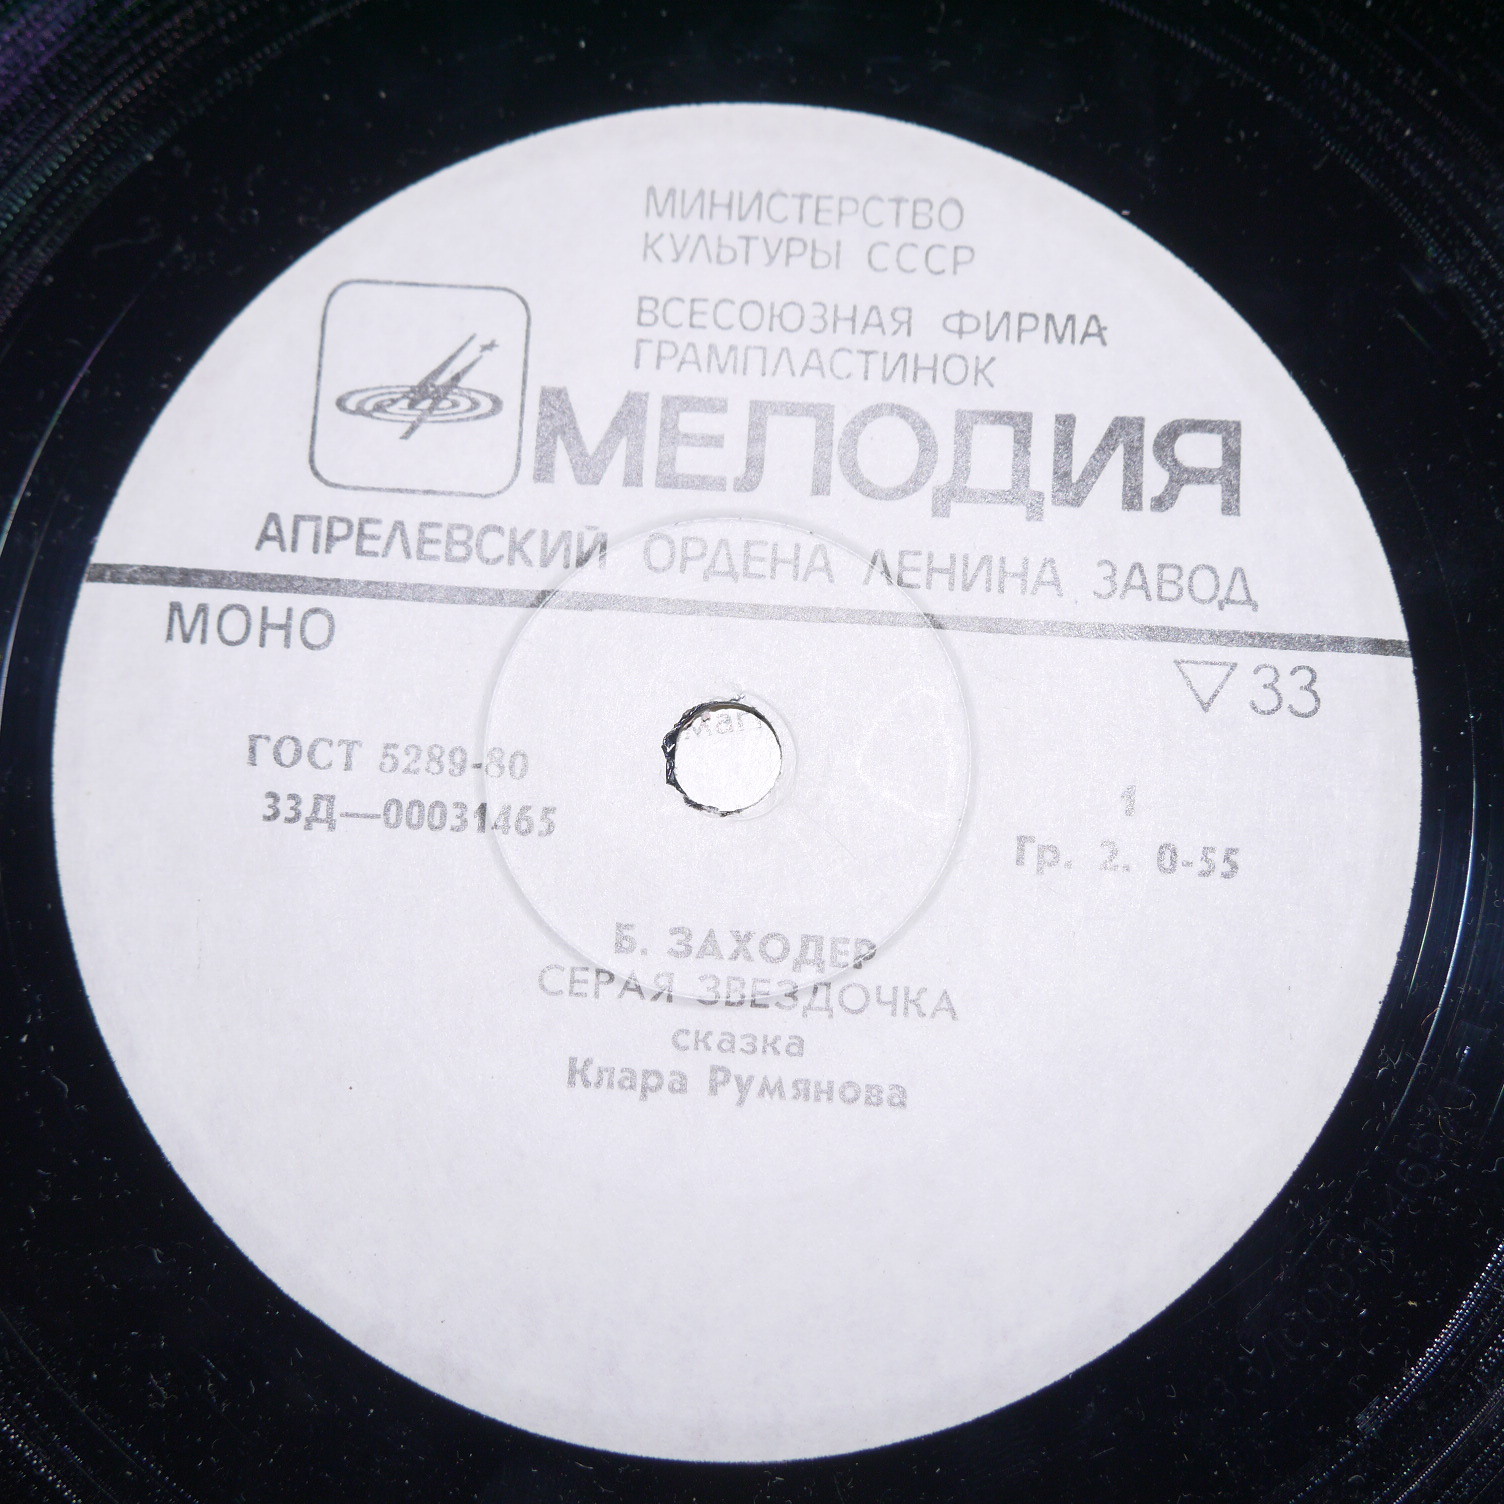 МИНИСТЕРСТВО
КУЛЬТУРЫ СССР
ВСЕСОЮЗНАЯ ФИРМА
ГРАМПЛАСТИНОК
МЕЛОДИЯ
АПРЕЛЕВСКИЙ ОРДЕНА ЛЕНИНА ЗАВОД
МОНО
▽33
ГОСТ 5289-80
33Д—00031465
1
Гр. 2. 0-55
Б. ЗАХОДЕР
СЕРАЯ ЗВЕЗДОЧКА
сказка
Клара Румянова